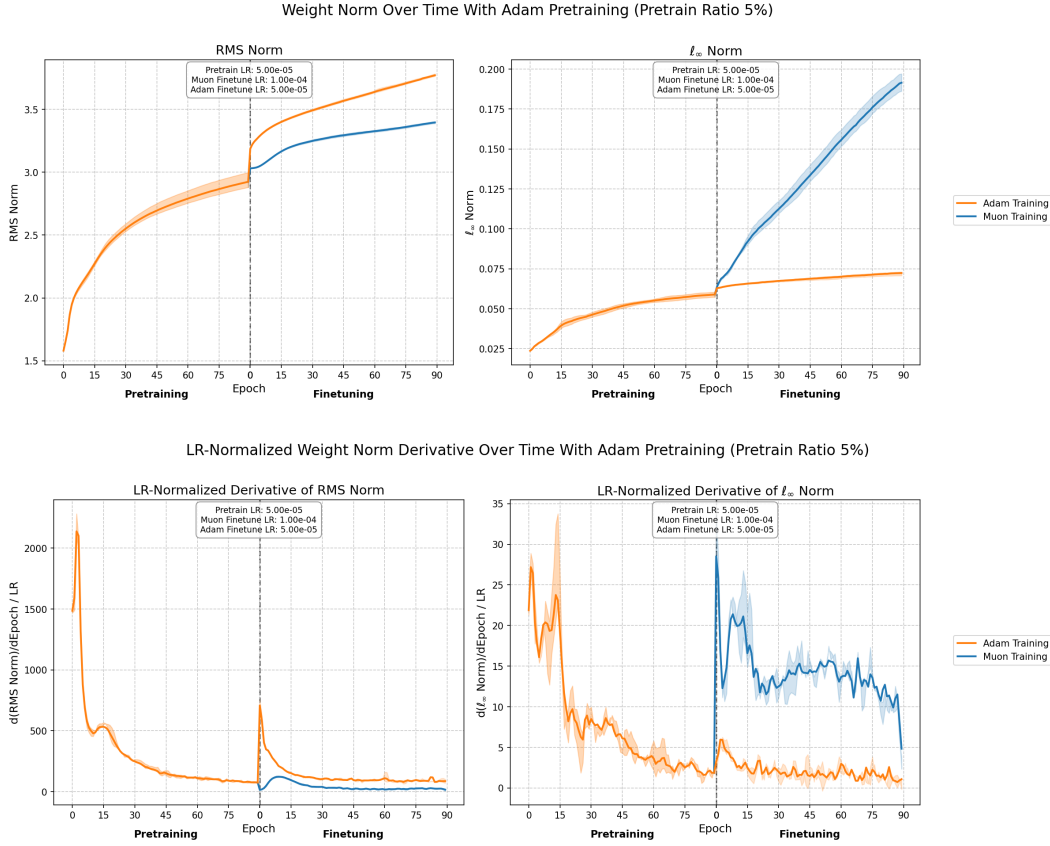 Weight Norm Over Time With Adam Pretraining (Pretrain Ratio 5%)
RMS Norm
Pretrain LR: 5.00e-05
Muon Finetune LR: 1.00e-04
Adam Finetune LR: 5.00e-05
RMS Norm
3.5
3.0
2.5
2.0
1.5
0 15 30 45 60 75 0 15 30 45 60 75 90
Epoch
Pretraining Finetuning
ℓ∞ Norm
Pretrain LR: 5.00e-05
Muon Finetune LR: 1.00e-04
Adam Finetune LR: 5.00e-05
ℓ∞ Norm
0.200
0.175
0.150
0.125
0.100
0.075
0.050
0.025
0 15 30 45 60 75 0 15 30 45 60 75 90
Epoch
Pretraining Finetuning
Adam Training
Muon Training
LR-Normalized Weight Norm Derivative Over Time With Adam Pretraining (Pretrain Ratio 5%)
LR-Normalized Derivative of RMS Norm
Pretrain LR: 5.00e-05
Muon Finetune LR: 1.00e-04
Adam Finetune LR: 5.00e-05
d(RMS Norm)/dEpoch / LR
2000
1500
1000
500
0
0 15 30 45 60 75 0 15 30 45 60 75 90
Epoch
Pretraining Finetuning
LR-Normalized Derivative of ℓ∞ Norm
Pretrain LR: 5.00e-05
Muon Finetune LR: 1.00e-04
Adam Finetune LR: 5.00e-05
d(ℓ∞ Norm)/dEpoch / LR
35
30
25
20
15
10
5
0
0 15 30 45 60 75 0 15 30 45 60 75 90
Epoch
Pretraining Finetuning
Adam Training
Muon Training